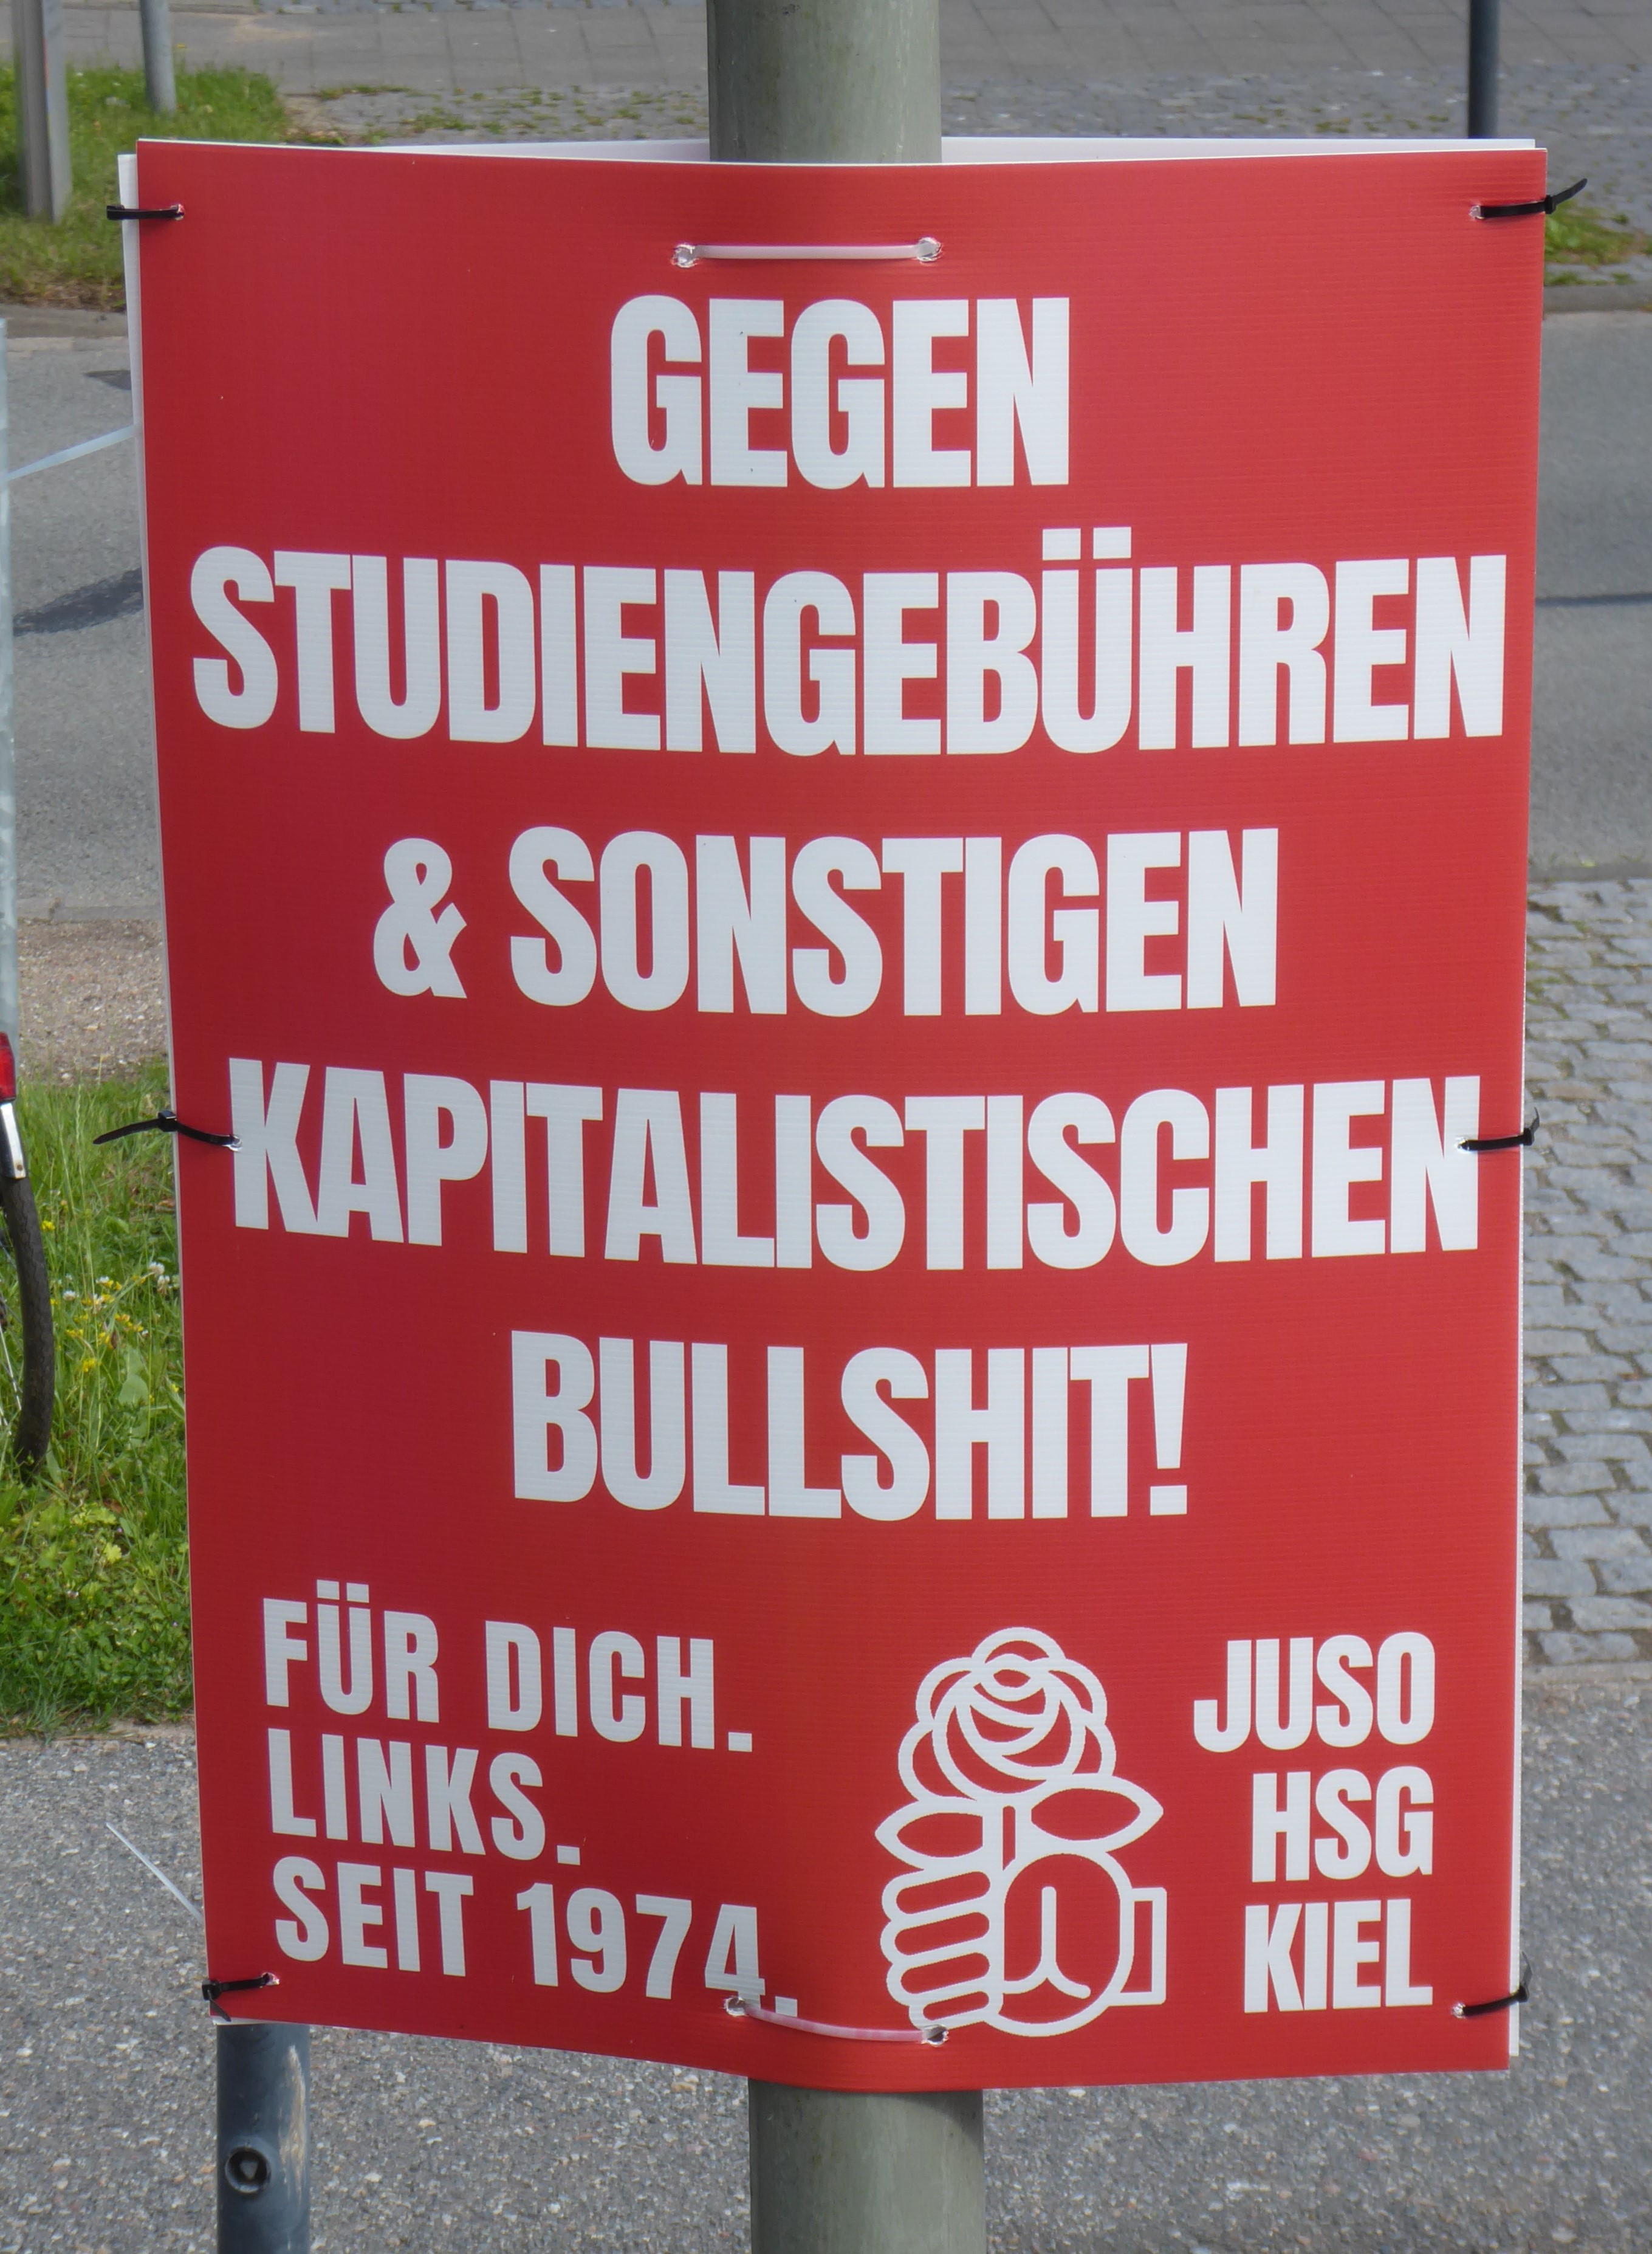 GEGEN
STUDIENGEBÜHREN
& SONSTIGEN
KAPITALISTISCHEN
BULLSHIT!
FÜR DICH.
LINKS.
SEIT 1974.
JUSO
HSG
KIEL